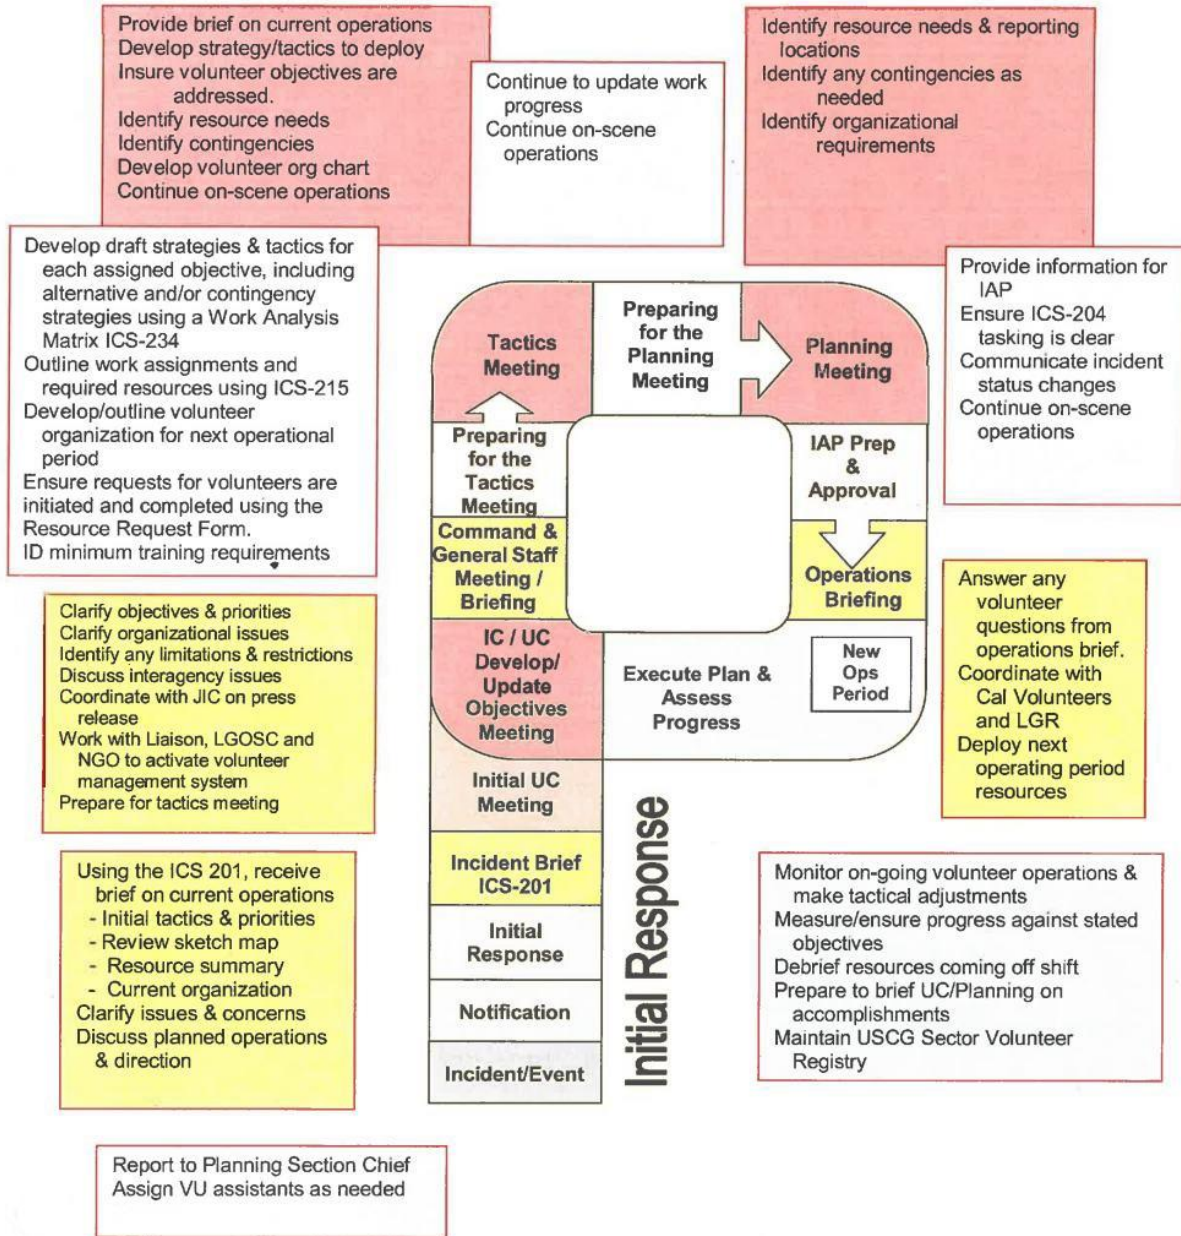 Provide brief on current operations
Develop strategy/tactics to deploy
Insure volunteer objectives are
addressed.
Identify resource needs
Identify contingencies
Develop volunteer org chart
Continue on-scene operations
Continue to update work
progress
Continue on-scene
operations
Identify resource needs & reporting
locations
Identify any contingencies as
needed
Identify organizational
requirements
Develop draft strategies & tactics for
each assigned objective, including
alternative and/or contingency
strategies using a Work Analysis
Matrix ICS-234
Outline work assignments and
required resources using ICS-215
Develop/outline volunteer
organization for next operational
period
Ensure requests for volunteers are
initiated and completed using the
Resource Request Form.
ID minimum training requirements
Provide information for
IAP
Ensure ICS-204
tasking is clear
Communicate incident
status changes
Continue on-scene
operations
Tactics
Meeting
Preparing
for the
Planning
Meeting
Planning
Meeting
Preparing
for the
Tactics
Meeting
IAP Prep
&
Approval
Command &
General Staff
Meeting /
Briefing
Operations
Briefing
IC / UC
Develop/
Update
Objectives
Meeting
Execute Plan &
Assess
Progress
New
Ops
Period
Initial UC
Meeting
Incident Brief
ICS-201
Initial
Response
Notification
Incident/Event
Initial Response
Clarify objectives & priorities
Clarify organizational issues
Identify any limitations & restrictions
Discuss interagency issues
Coordinate with JIC on press
release
Work with Liaison, LGOSC and
NGO to activate volunteer
management system
Prepare for tactics meeting
Answer any
volunteer
questions from
operations brief.
Coordinate with
Cal Volunteers
and LGR
Deploy next
operating period
resources
Using the ICS 201, receive
brief on current operations
- Initial tactics & priorities
- Review sketch map
- Resource summary
- Current organization
Clarify issues & concerns
Discuss planned operations
& direction
Monitor on-going volunteer operations &
make tactical adjustments
Measure/ensure progress against stated
objectives
Debrief resources coming off shift
Prepare to brief UC/Planning on
accomplishments
Maintain USCG Sector Volunteer
Registry
Report to Planning Section Chief
Assign VU assistants as needed